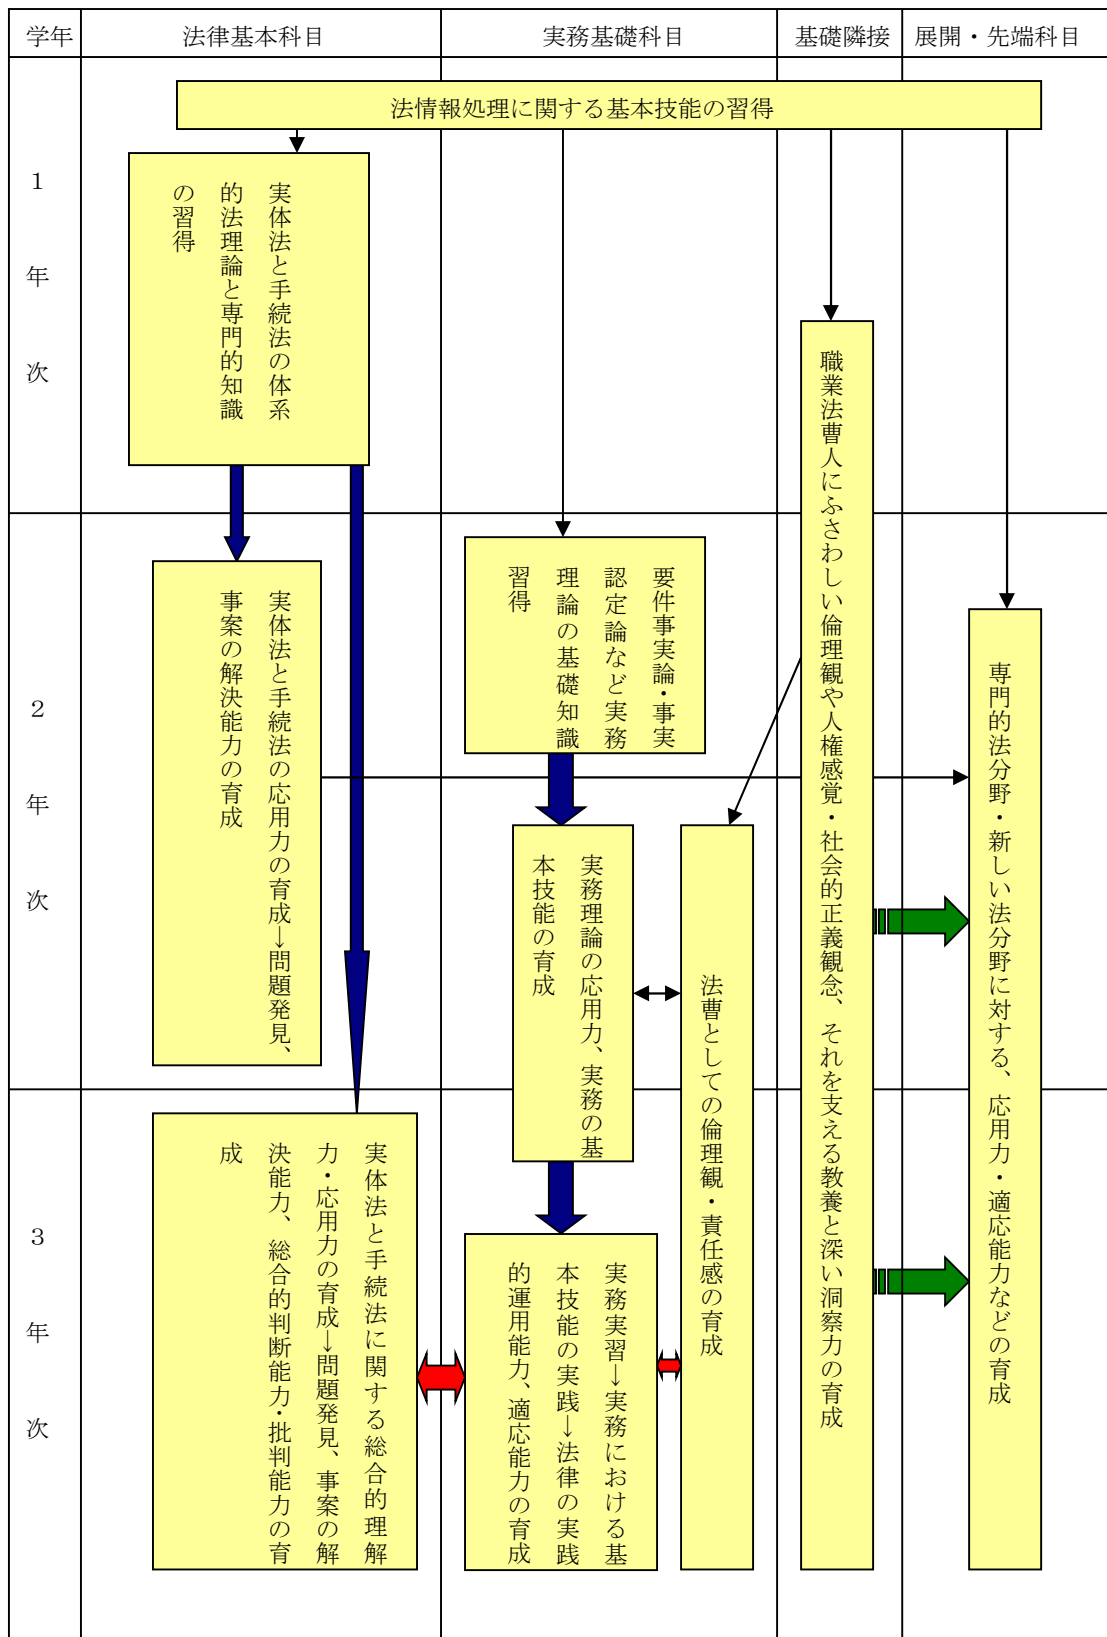 学年
法律基本科目
実務基礎科目
基礎隣接
展開・先端科目
法情報処理に関する基本技能の習得
1年次
実体法と手続法の体系
的法理論と専門的知識
の習得
2年次
実体法と手続法の応用力の育成→問題発見、
事案の解決能力の育成
要件事実論・事実
認定論など実務
理論の基礎知識
習得
実務理論の応用力、実務の基
本技能の育成
法曹としての倫理観・責任感の育成
職業法曹人にふさわしい倫理観や人権感覚・社会的正義観念、それを支える教養と深い洞察力の育成
専門的法分野・新しい法分野に対する、応用力・適応能力などの育成
3年次
実体法と手続法に関する総合的理解
力・応用力の育成→問題発見、事案の解
決能力、総合的判断能力・批判能力の育
成
実務実習→実務における基
本技能の実践→法律の実践
的運用能力、適応能力の育成